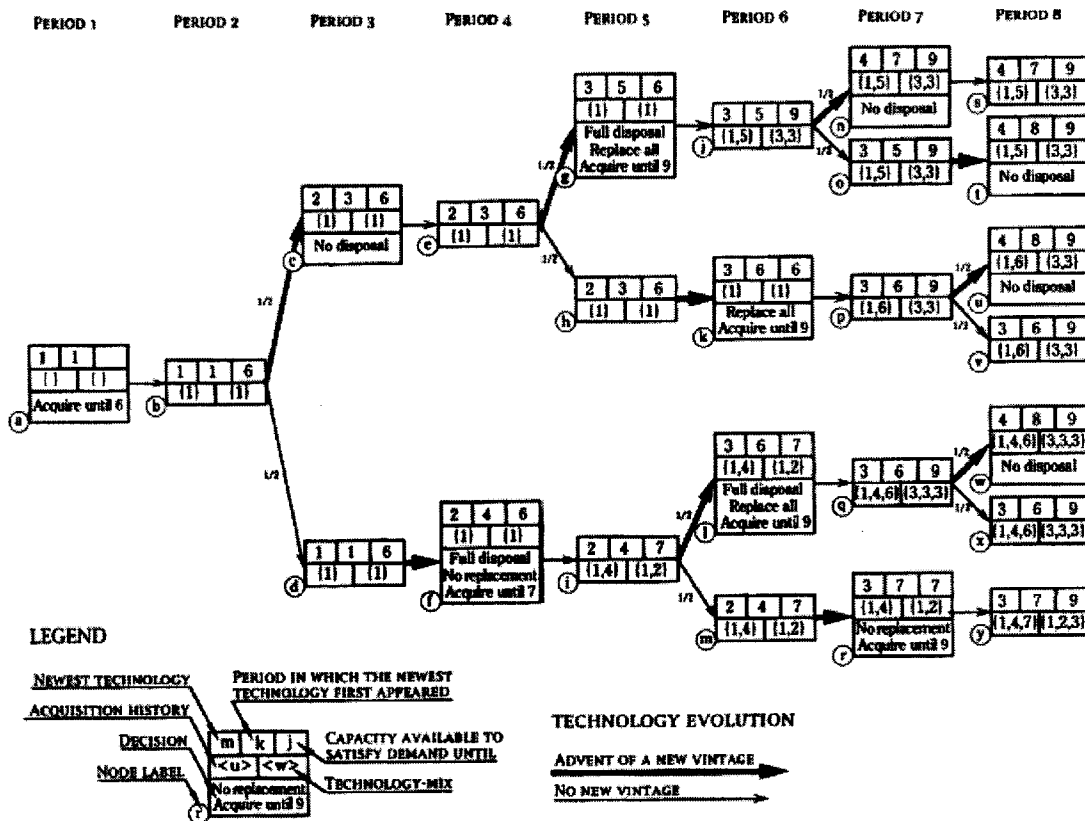 PERIOD 1 PERIOD 2 PERIOD 3 PERIOD 4 PERIOD 5 PERIOD 6 PERIOD 7 PERIOD 8
1 1
{ } { }
Acquire until 6
a
1 1 6
{1} {1}
b
1/2
1/2
2 3 6
{1} {1}
No disposal
c
1 1 6
{1} {1}
d
2 3 6
{1} {1}
e
2 4 6
{1} {1}
Full disposal
No replacement
Acquire until 7
f
1/2
1/2
3 5 6
{1} {1}
Full disposal
Replace all
Acquire until 9
g
2 3 6
{1} {1}
h
2 4 7
{1,4} {1,2}
i
1/2
1/2
3 5 9
{1,5} {3,3}
j
3 6 6
{1} {1}
Replace all
Acquire until 9
k
3 6 7
{1,4} {1,2}
Full disposal
Replace all
Acquire until 9
l
2 4 7
{1,4} {1,2}
m
1/2
1/2
4 7 9
{1,5} {3,3}
No disposal
n
3 5 9
{1,5} {3,3}
o
3 6 9
{1,6} {3,3}
p
3 6 9
{1,4,6} {3,3,3}
q
3 7 7
{1,4} {1,2}
No replacement
Acquire until 9
r
1/2
1/2
1/2
1/2
4 7 9
{1,5} {3,3}
s
4 8 9
{1,5} {3,3}
No disposal
t
4 8 9
{1,6} {3,3}
No disposal
u
3 6 9
{1,6} {3,3}
v
4 8 9
{1,4,6} {3,3,3}
No disposal
w
3 6 9
{1,4,6} {3,3,3}
x
3 7 9
{1,4,7} {1,2,3}
y
LEGEND
NEWEST TECHNOLOGY
ACQUISITION HISTORY
DECISION
NODE LABEL
PERIOD IN WHICH THE NEWEST
TECHNOLOGY FIRST APPEARED
CAPACITY AVAILABLE TO
SATISFY DEMAND UNTIL
TECHNOLOGY-MIX
m k j
<u> <w>
No replacement
Acquire until 9
r
TECHNOLOGY EVOLUTION
ADVENT OF A NEW VINTAGE
NO NEW VINTAGE